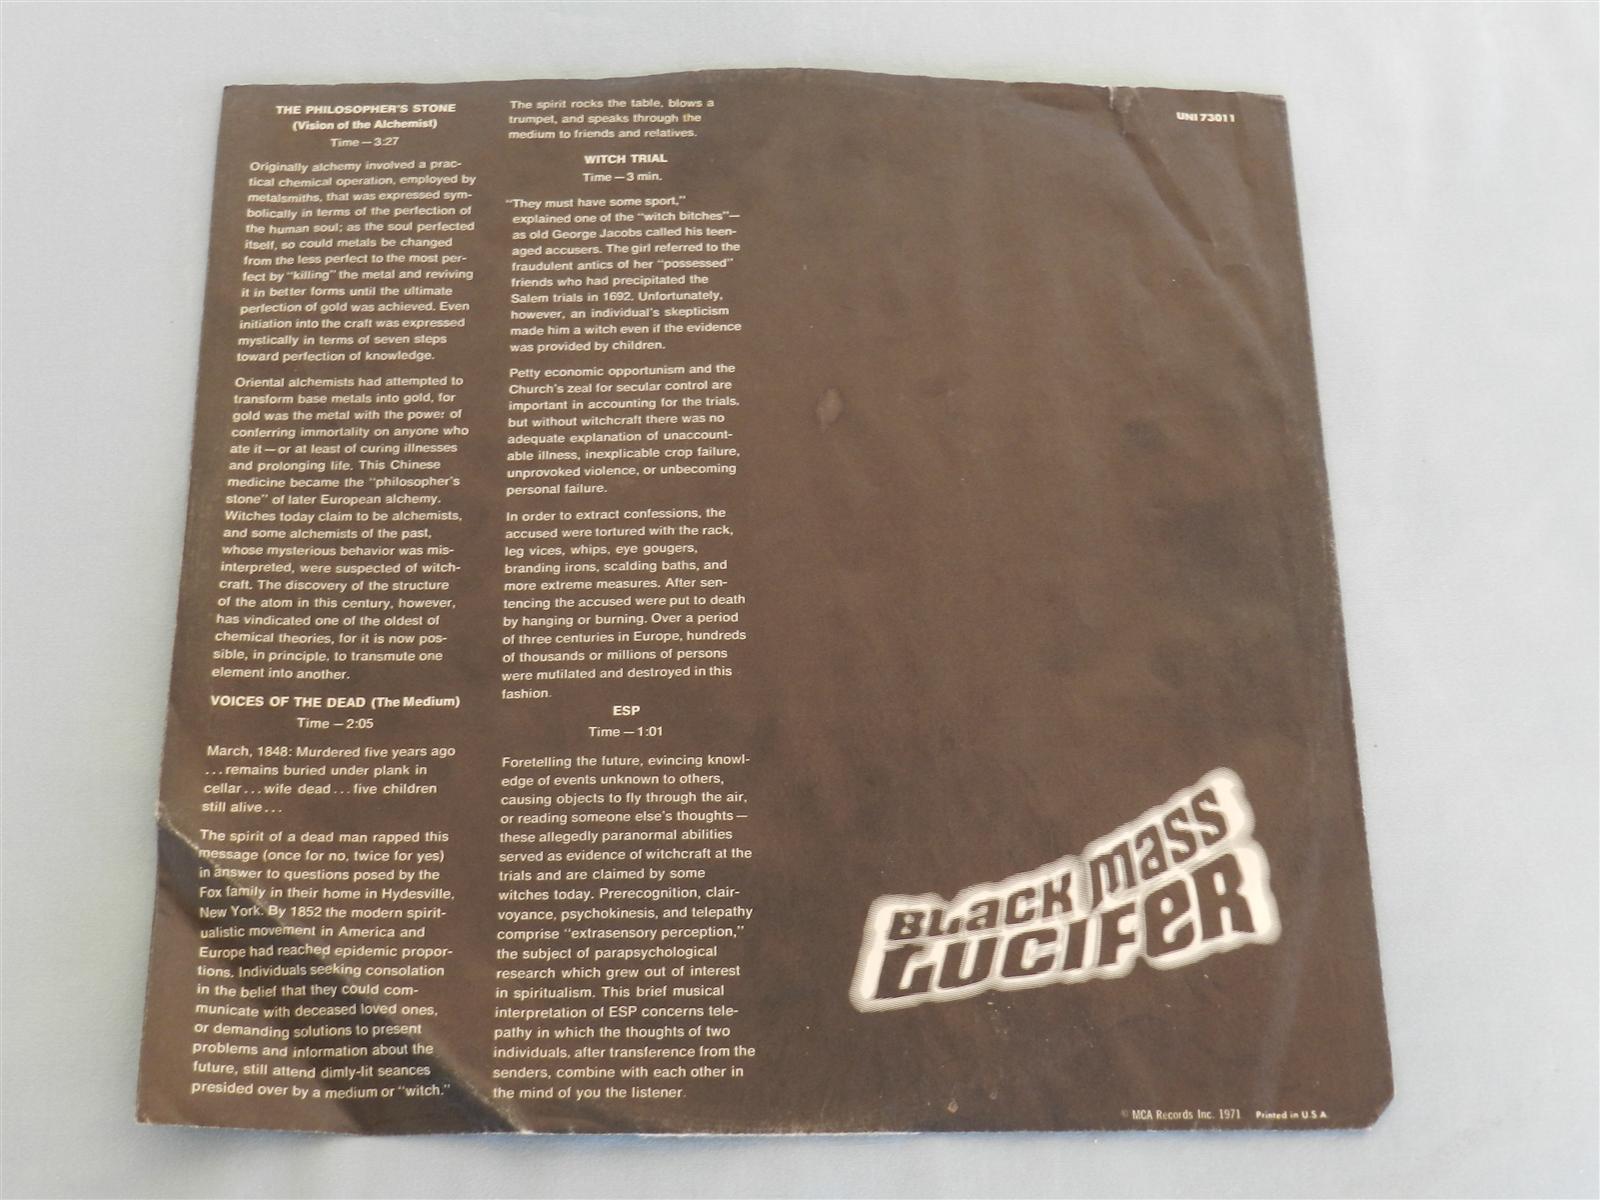 THE PHILOSOPHER'S STONE
(Vision of the Alchemist)
Time — 3:27
Originally alchemy involved a prac-
tical chemical operation, employed by
metalsmiths, that was expressed sym-
bolically in terms of the perfection of
the human soul; as the soul perfected
itself, so could metals be changed
from the less perfect to the most per-
fect by "killing" the metal and reviving
it in better forms until the ultimate
perfection of gold was achieved. Even
initiation into the craft was expressed
mystically in terms of seven steps
toward perfection of knowledge.
Oriental alchemists had attempted to
transform base metals into gold, for
gold was the metal with the power of
conferring immortality on anyone who
ate it — or at least of curing illnesses
and prolonging life. This Chinese
medicine became the "philosopher's
stone" of later European alchemy.
Witches today claim to be alchemists,
and some alchemists of the past,
whose mysterious behavior was mis-
interpreted, were suspected of witch-
craft. The discovery of the structure
of the atom in this century, however,
has vindicated one of the oldest of
chemical theories, for it is now pos-
sible, in principle, to transmute one
element into another.
VOICES OF THE DEAD (The Medium)
Time — 2:05
March, 1848: Murdered five years ago
...remains buried under plank in
cellar...wife dead...five children
still alive...
The spirit of a dead man rapped this
message (once for no, twice for yes)
in answer to questions posed by the
Fox family in their home in Hydesville,
New York. By 1852 the modern spirit-
ualistic movement in America and
Europe had reached epidemic propor-
tions. Individuals seeking consolation
in the belief that they could com-
municate with deceased loved ones,
or demanding solutions to present
problems and information about the
future, still attend dimly-lit seances
presided over by a medium or "witch."
The spirit rocks the table, blows a
trumpet, and speaks through the
medium to friends and relatives.
WITCH TRIAL
Time — 3 min.
"They must have some sport,"
explained one of the "witch bitches"—
as old George Jacobs called his teen-
aged accusers. The girl referred to the
fraudulent antics of her "possessed"
friends who had precipitated the
Salem trials in 1692. Unfortunately,
however, an individual's skepticism
made him a witch even if the evidence
was provided by children.
Petty economic opportunism and the
Church's zeal for secular control are
important in accounting for the trials,
but without witchcraft there was no
adequate explanation of unaccount-
able illness, inexplicable crop failure,
unprovoked violence, or unbecoming
personal failure.
In order to extract confessions, the
accused were tortured with the rack,
leg vices, whips, eye gougers,
branding irons, scalding baths, and
more extreme measures. After sen-
tencing the accused were put to death
by hanging or burning. Over a period
of three centuries in Europe, hundreds
of thousands or millions of persons
were mutilated and destroyed in this
fashion.
ESP
Time — 1:01
Foretelling the future, evincing knowl-
edge of events unknown to others,
causing objects to fly through the air,
or reading someone else's thoughts —
these allegedly paranormal abilities
served as evidence of witchcraft at the
trials and are claimed by some
witches today. Prerecognition, clair-
voyance, psychokinesis, and telepathy
comprise "extrasensory perception,"
the subject of parapsychological
research which grew out of interest
in spiritualism. This brief musical
interpretation of ESP concerns tele-
pathy in which the thoughts of two
individuals, after transference from the
senders, combine with each other in
the mind of you the listener.
UNI 73011
BLACK MASS
LUCIFER
© MCA Records Inc. 1971 Printed in U.S.A.